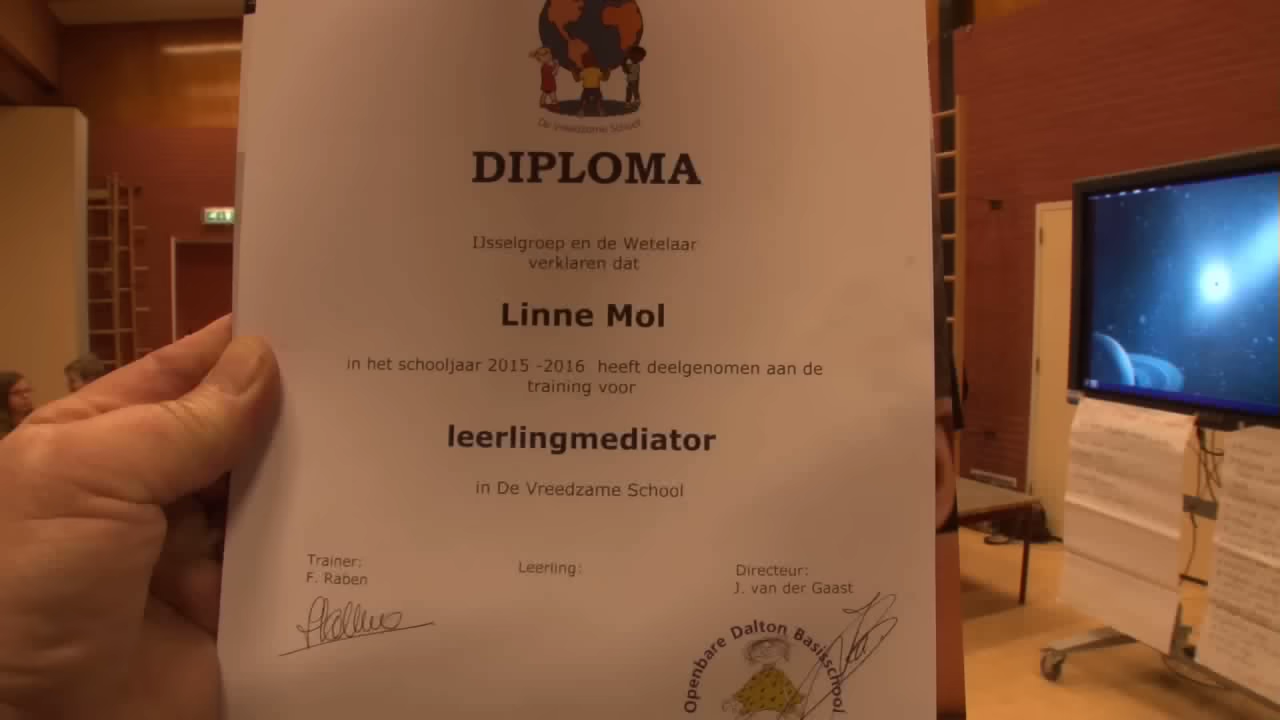 De Vreedzame School
DIPLOMA
IJsselgroep en de Wetelaar
verklaren dat
Linne Mol
in het schooljaar 2015 -2016  heeft deelgenomen aan de
training voor
leerlingmediator
in De Vreedzame School
Trainer:
F. Raben
Leerling:
Directeur:
J. van der Gaast
Openbare Dalton Basisschool